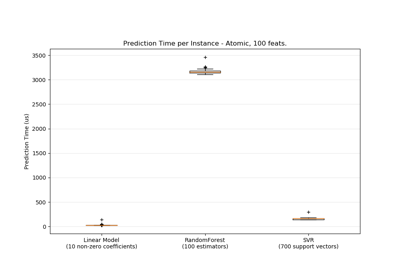 Prediction Time per Instance - Atomic, 100 feats.
3500
3000
2500
2000
1500
1000
500
0
Prediction Time (us)
Linear Model
(10 non-zero coefficients)
RandomForest
(100 estimators)
SVR
(700 support vectors)